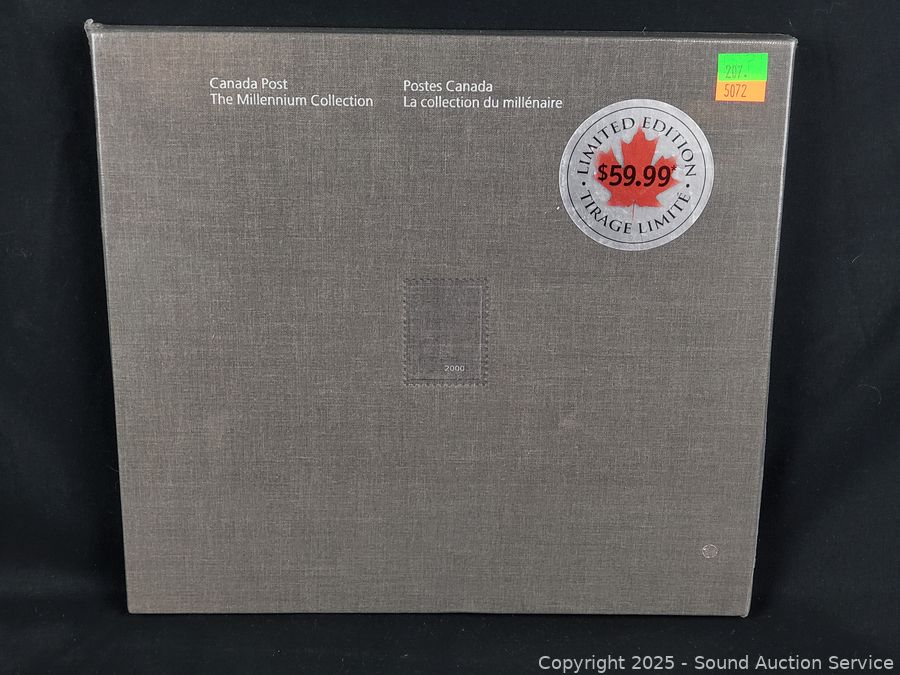 Canada Post
The Millennium Collection
Postes Canada
La collection du millénaire
207.
5072
LIMITED EDITION
$59.99*
TIRAGE LIMITÉ
2000
Copyright 2025 - Sound Auction Service